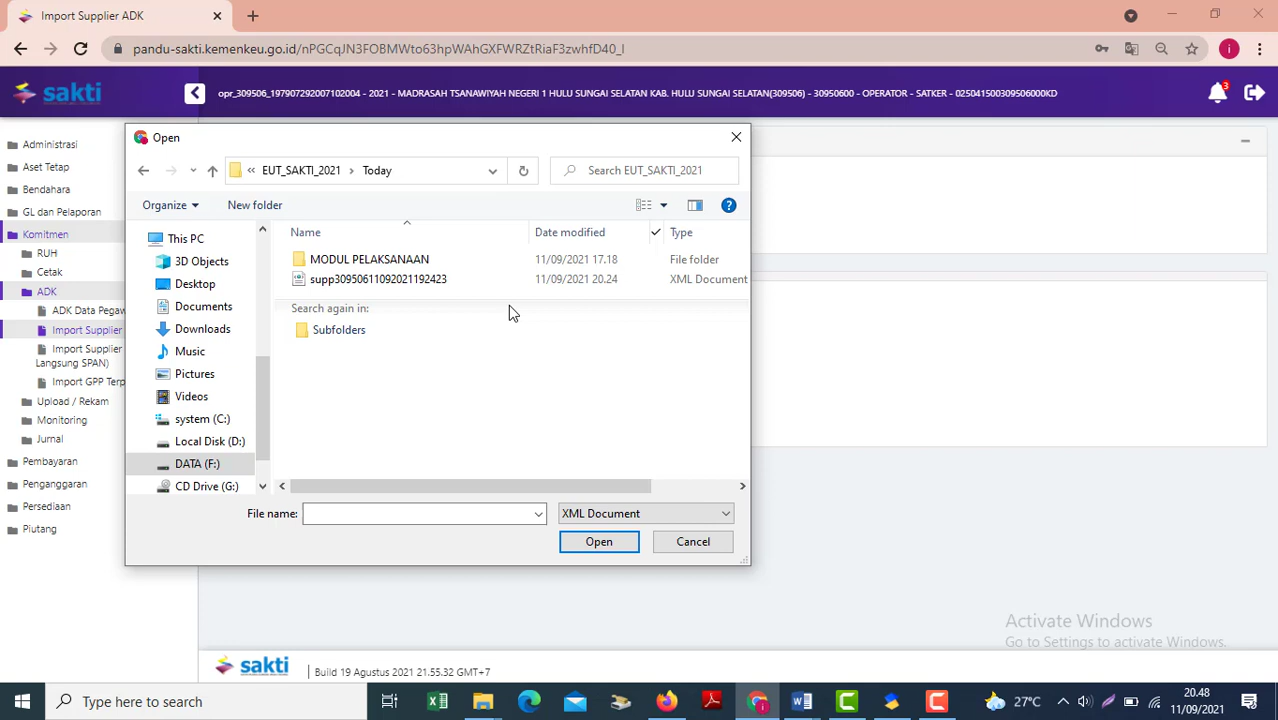 Import Supplier ADK
pandu-sakti.kemenkeu.go.id/nPGCqJN3FOBMWto63hpWAhGXFWRZtRiaF3zwhfD40_I
sakti
opr_309506_197907292007102004 - 2021 - MADRASAH TSANAWIYAH NEGERI 1 HULU SUNGAI SELATAN KAB. HULU SUNGAI SELATAN(309506) - 30950600 - OPERATOR - SATKER - 025041500309506000KD
3
Administrasi
Aset Tetap
Bendahara
GL dan Pelaporan
Komitmen
RUH
Cetak
ADK
ADK Data Pegaw
Import Supplier
Import Supplier
Langsung SPAN)
Import GPP Terp
Upload / Rekam
Monitoring
Jurnal
Pembayaran
Penganggaran
Persediaan
Piutang
Open
« EUT_SAKTI_2021 › Today
Search EUT_SAKTI_2021
Organize
New folder
Name
Date modified
Type
This PC
3D Objects
Desktop
Documents
Downloads
Music
Pictures
Videos
system (C:)
Local Disk (D:)
DATA (F:)
CD Drive (G:)
MODUL PELAKSANAAN 11/09/2021 17.18 File folder
supp30950611092021192423 11/09/2021 20.24 XML Document
Search again in:
Subfolders
File name:
XML Document
Open
Cancel
Activate Windows
Go to Settings to activate Windows.
sakti
Build 19 Agustus 2021 21.55.32 GMT+7
Type here to search
27°C
20.48
11/09/2021